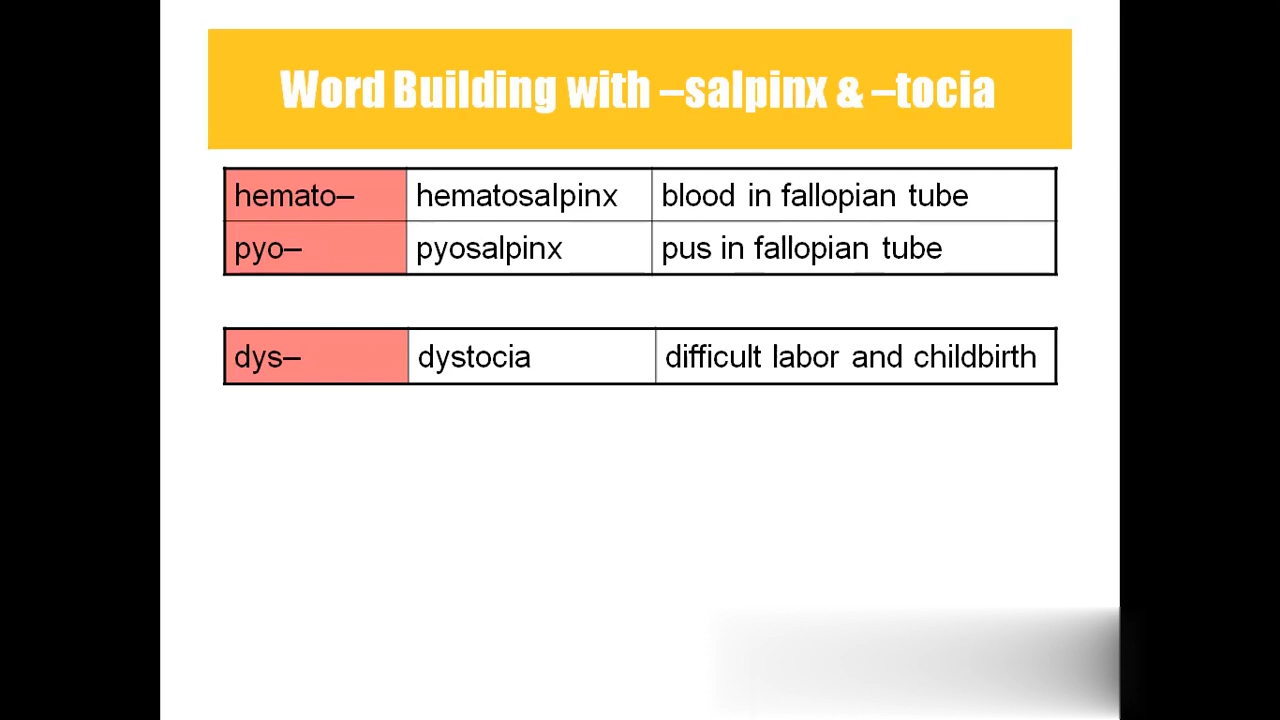 Word Building with –salpinx & –tocia
hemato– hematosalpinx blood in fallopian tube
pyo– pyosalpinx pus in fallopian tube
dys– dystocia difficult labor and childbirth